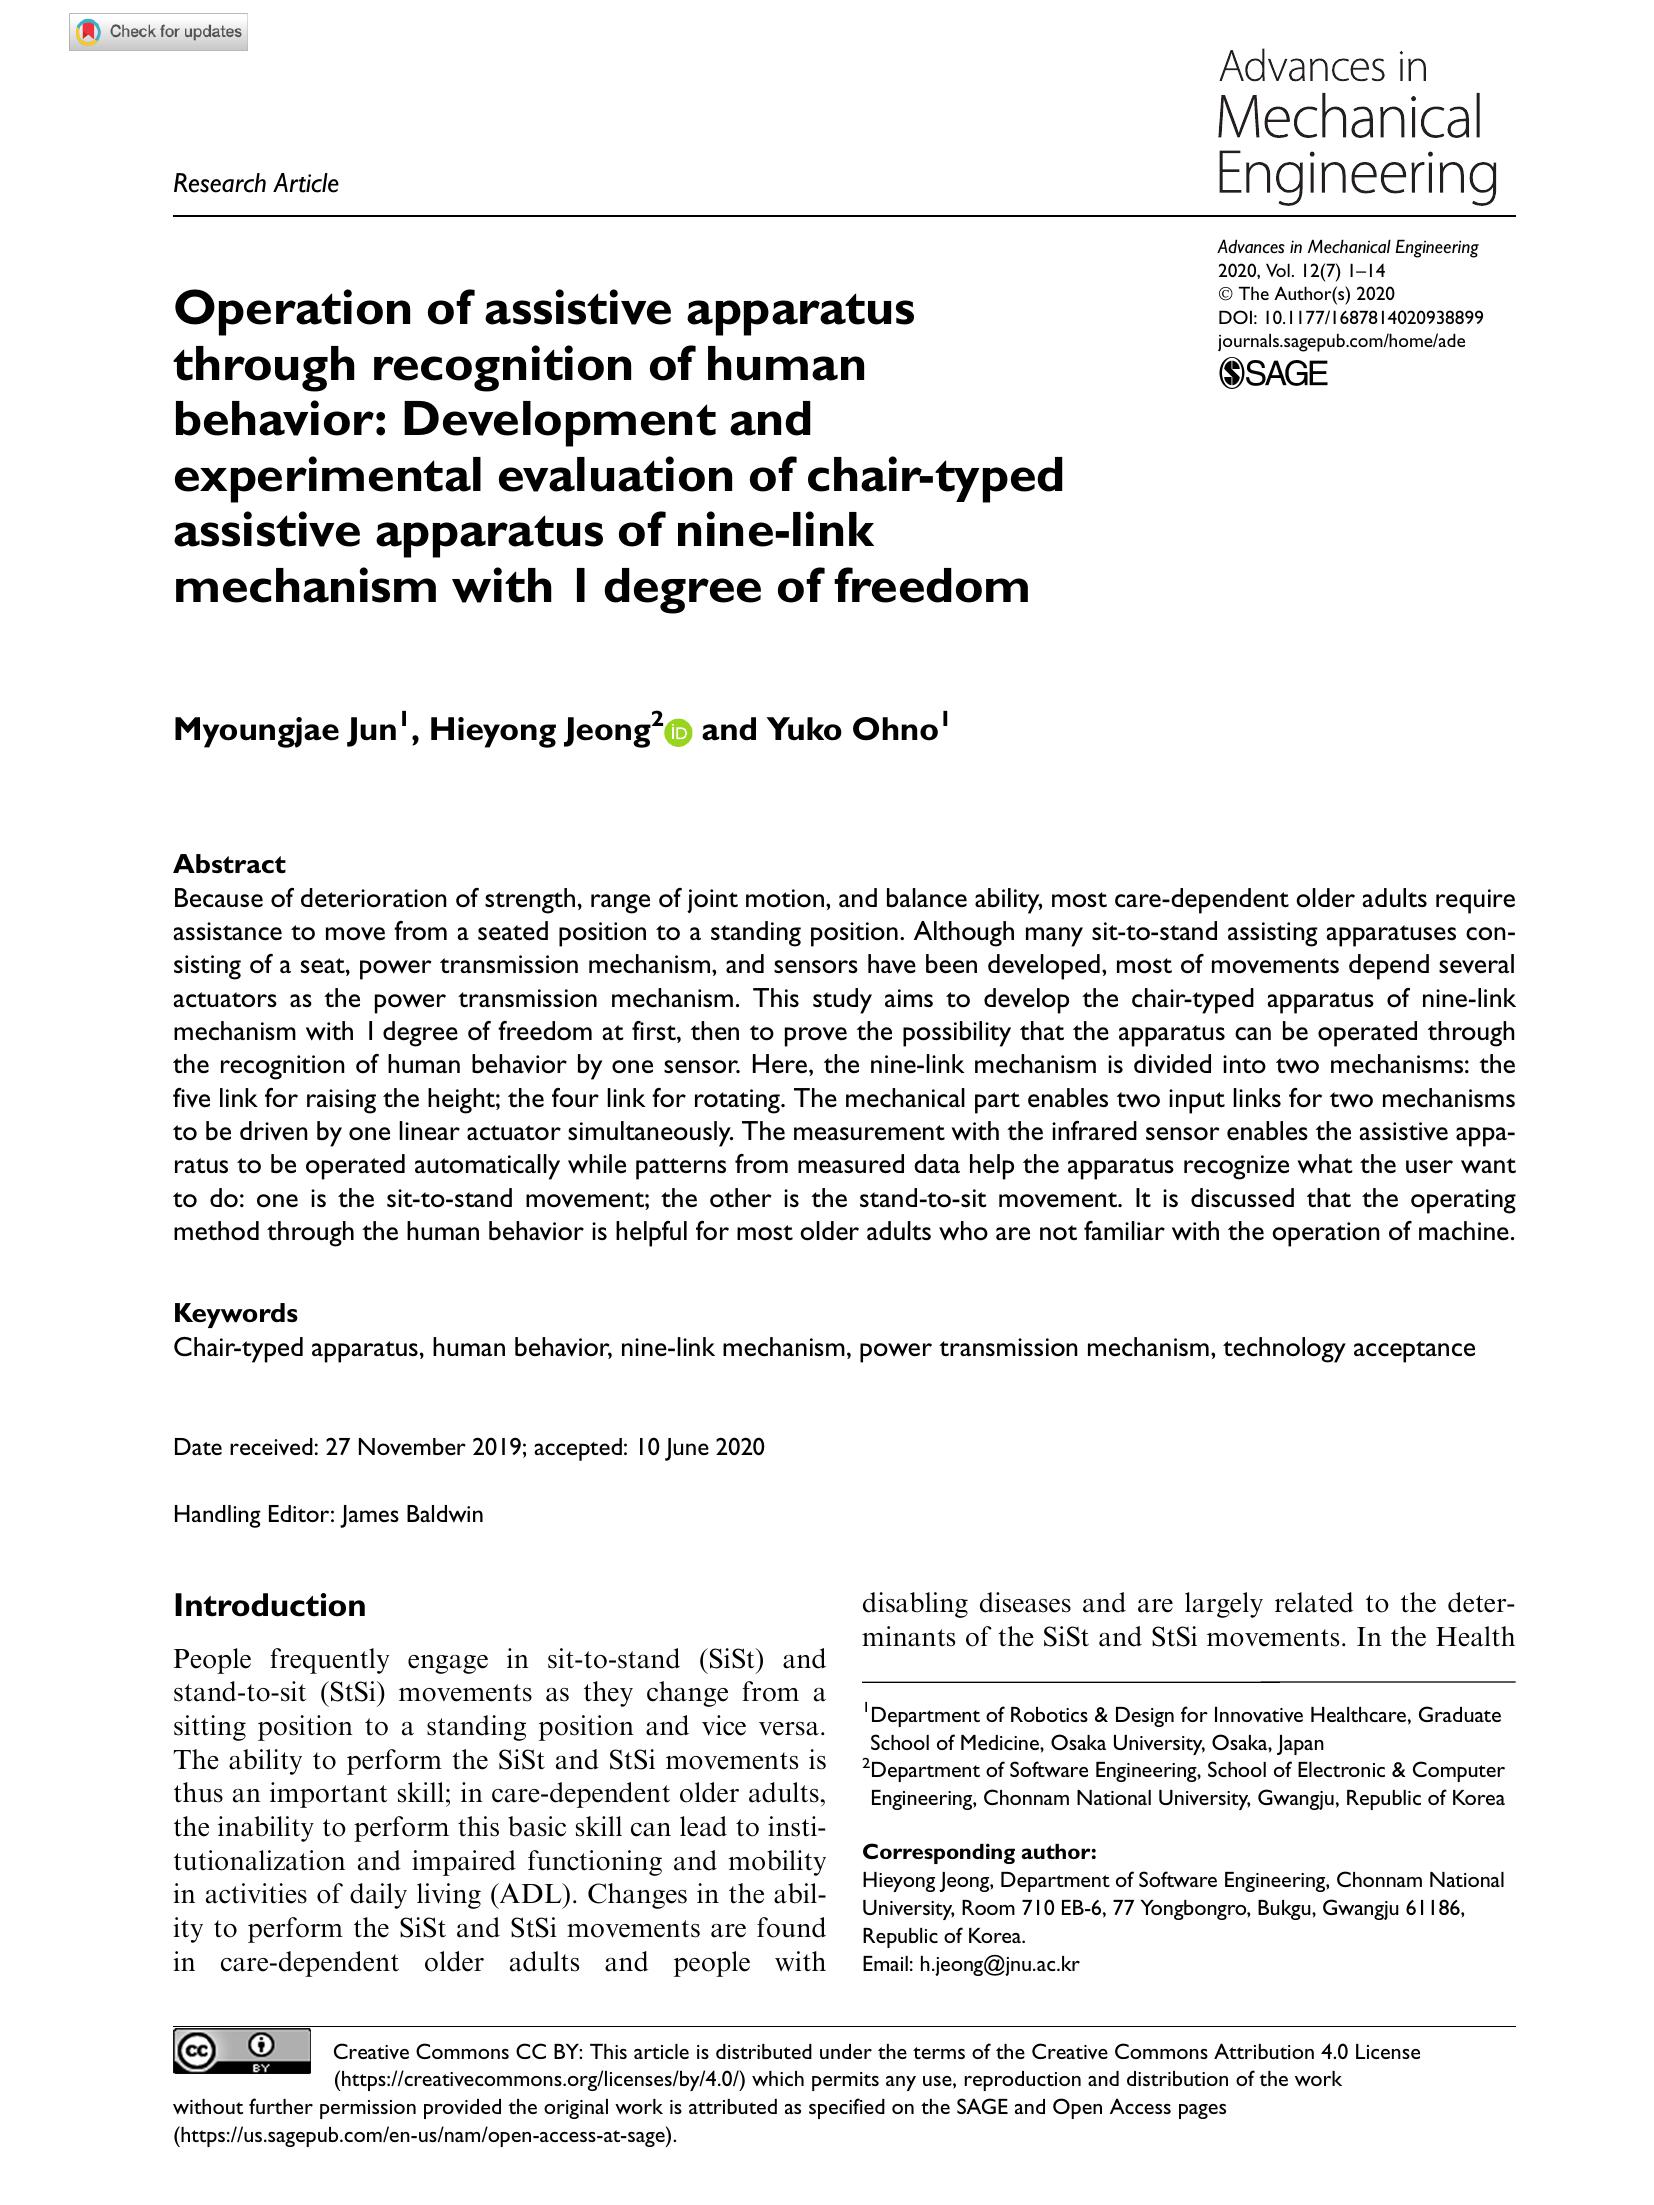 Check for updates
Advances in
Mechanical
Engineering
Research Article
Advances in Mechanical Engineering
2020, Vol. 12(7) 1–14
© The Author(s) 2020
DOI: 10.1177/1687814020938899
journals.sagepub.com/home/ade
SAGE
Operation of assistive apparatus
through recognition of human
behavior: Development and
experimental evaluation of chair-typed
assistive apparatus of nine-link
mechanism with 1 degree of freedom
Myoungjae Jun1, Hieyong Jeong2 iD and Yuko Ohno1
Abstract
Because of deterioration of strength, range of joint motion, and balance ability, most care-dependent older adults require
assistance to move from a seated position to a standing position. Although many sit-to-stand assisting apparatuses con-
sisting of a seat, power transmission mechanism, and sensors have been developed, most of movements depend several
actuators as the power transmission mechanism. This study aims to develop the chair-typed apparatus of nine-link
mechanism with 1 degree of freedom at first, then to prove the possibility that the apparatus can be operated through
the recognition of human behavior by one sensor. Here, the nine-link mechanism is divided into two mechanisms: the
five link for raising the height; the four link for rotating. The mechanical part enables two input links for two mechanisms
to be driven by one linear actuator simultaneously. The measurement with the infrared sensor enables the assistive appa-
ratus to be operated automatically while patterns from measured data help the apparatus recognize what the user want
to do: one is the sit-to-stand movement; the other is the stand-to-sit movement. It is discussed that the operating
method through the human behavior is helpful for most older adults who are not familiar with the operation of machine.
Keywords
Chair-typed apparatus, human behavior, nine-link mechanism, power transmission mechanism, technology acceptance
Date received: 27 November 2019; accepted: 10 June 2020
Handling Editor: James Baldwin
Introduction
People frequently engage in sit-to-stand (SiSt) and
stand-to-sit (StSi) movements as they change from a
sitting position to a standing position and vice versa.
The ability to perform the SiSt and StSi movements is
thus an important skill; in care-dependent older adults,
the inability to perform this basic skill can lead to insti-
tutionalization and impaired functioning and mobility
in activities of daily living (ADL). Changes in the abil-
ity to perform the SiSt and StSi movements are found
in care-dependent older adults and people with
disabling diseases and are largely related to the deter-
minants of the SiSt and StSi movements. In the Health
1Department of Robotics & Design for Innovative Healthcare, Graduate
School of Medicine, Osaka University, Osaka, Japan
2Department of Software Engineering, School of Electronic & Computer
Engineering, Chonnam National University, Gwangju, Republic of Korea
Corresponding author:
Hieyong Jeong, Department of Software Engineering, Chonnam National
University, Room 710 EB-6, 77 Yongbongro, Bukgu, Gwangju 61186,
Republic of Korea.
Email: h.jeong@jnu.ac.kr
cc BY
Creative Commons CC BY: This article is distributed under the terms of the Creative Commons Attribution 4.0 License
(https://creativecommons.org/licenses/by/4.0/) which permits any use, reproduction and distribution of the work
without further permission provided the original work is attributed as specified on the SAGE and Open Access pages
(https://us.sagepub.com/en-us/nam/open-access-at-sage).